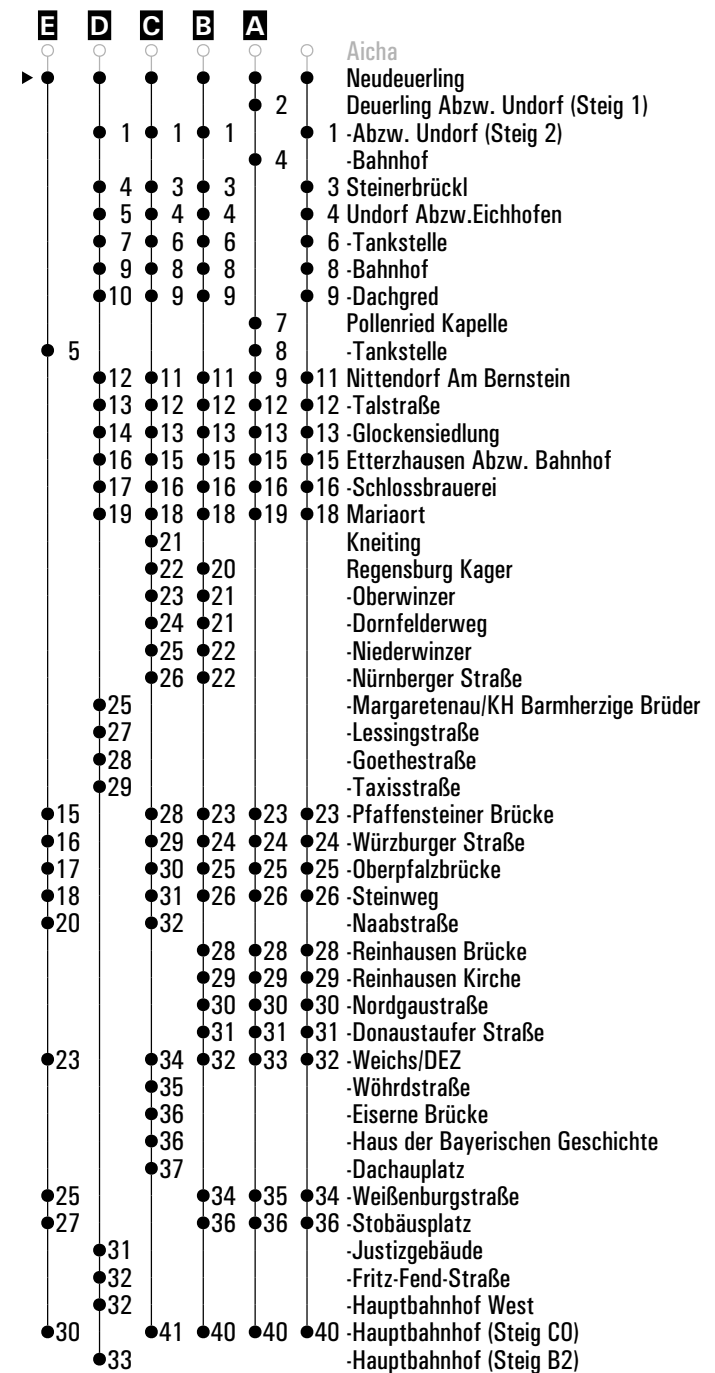 E D C B A
Aicha
Neudeuerling
2 Deuerling Abzw. Undorf (Steig 1)
1 1 1 1 -Abzw. Undorf (Steig 2)
4 -Bahnhof
4 3 3 3 Steinerbrückl
5 4 4 4 Undorf Abzw.Eichhofen
7 6 6 6 -Tankstelle
9 8 8 8 -Bahnhof
10 9 9 9 -Dachgred
7 Pollenried Kapelle
5 8 -Tankstelle
12 11 11 9 11 Nittendorf Am Bernstein
13 12 12 12 12 -Talstraße
14 13 13 13 13 -Glockensiedlung
16 15 15 15 15 Etterzhausen Abzw. Bahnhof
17 16 16 16 16 -Schlossbrauerei
19 18 18 19 18 Mariaort
21 Kneiting
22 20 Regensburg Kager
23 21 -Oberwinzer
24 21 -Dornfelderweg
25 22 -Niederwinzer
26 22 -Nürnberger Straße
25 -Margaretenau/KH Barmherzige Brüder
27 -Lessingstraße
28 -Goethestraße
29 -Taxisstraße
15 28 23 23 23 -Pfaffensteiner Brücke
16 29 24 24 24 -Würzburger Straße
17 30 25 25 25 -Oberpfalzbrücke
18 31 26 26 26 -Steinweg
20 32 -Naabstraße
28 28 28 -Reinhausen Brücke
29 29 29 -Reinhausen Kirche
30 30 30 -Nordgaustraße
31 31 31 -Donaustaufer Straße
23 34 32 33 32 -Weichs/DEZ
35 -Wöhrdstraße
36 -Eiserne Brücke
36 -Haus der Bayerischen Geschichte
37 -Dachauplatz
25 34 35 34 -Weißenburgstraße
27 36 36 36 -Stobäusplatz
31 -Justizgebäude
32 -Fritz-Fend-Straße
32 -Hauptbahnhof West
30 41 40 40 40 -Hauptbahnhof (Steig C0)
33 -Hauptbahnhof (Steig B2)